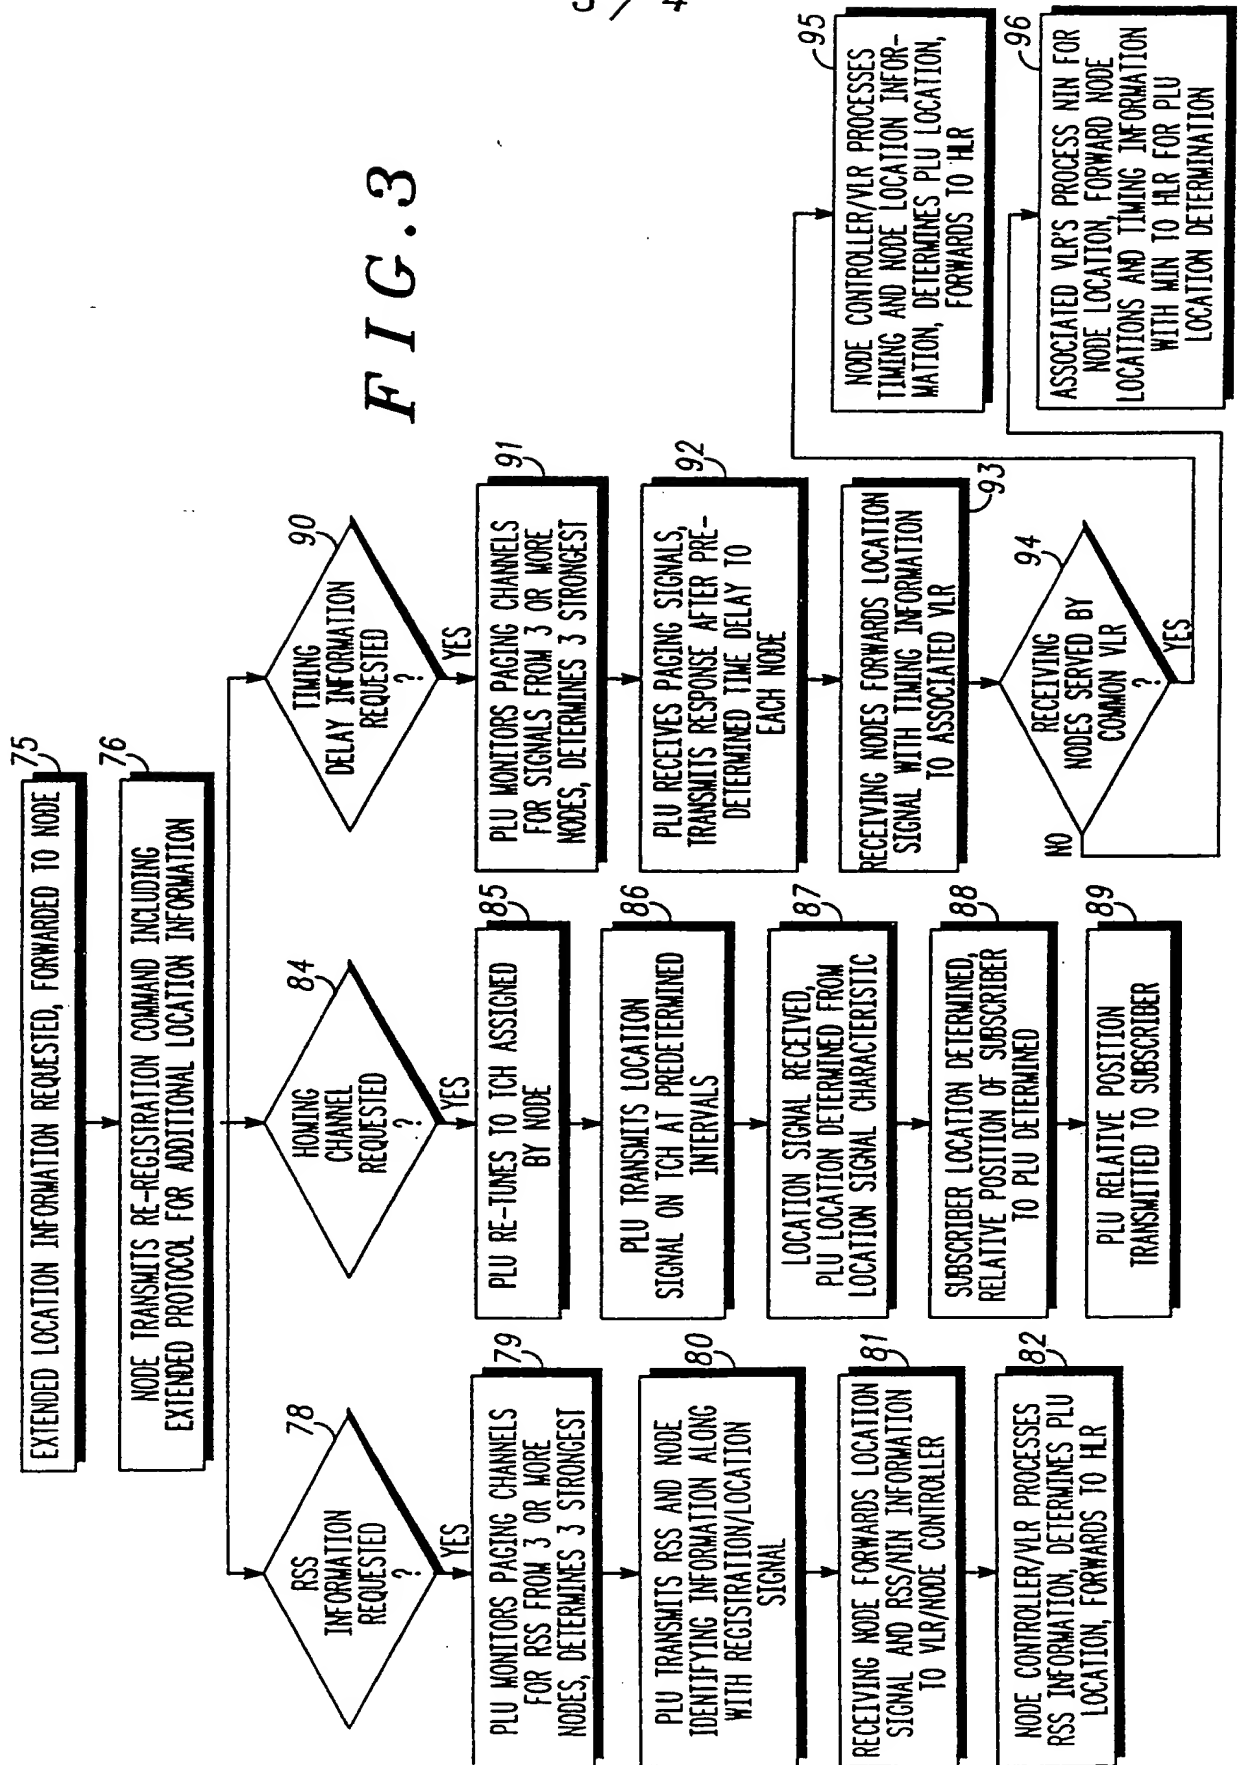 3 / 4
75
EXTENDED LOCATION INFORMATION REQUESTED, FORWARDED TO NODE
76
NODE TRANSMITS RE-REGISTRATION COMMAND INCLUDING
EXTENDED PROTOCOL FOR ADDITIONAL LOCATION INFORMATION
78
RSS
INFORMATION
REQUESTED
?
YES
79
PLU MONITORS PAGING CHANNELS
FOR RSS FROM 3 OR MORE
NODES, DETERMINES 3 STRONGEST
80
PLU TRANSMITS RSS AND NODE
IDENTIFYING INFORMATION ALONG
WITH REGISTRATION/LOCATION
SIGNAL
81
RECEIVING NODE FORWARDS LOCATION
SIGNAL AND RSS/NIN INFORMATION
TO VLR/NODE CONTROLLER
82
NODE CONTROLLER/VLR PROCESSES
RSS INFORMATION, DETERMINES PLU
LOCATION, FORWARDS TO HLR
84
HOMING
CHANNEL
REQUESTED
?
YES
85
PLU RE-TUNES TO TCH ASSIGNED
BY NODE
86
PLU TRANSMITS LOCATION
SIGNAL ON TCH AT PREDETERMINED
INTERVALS
87
LOCATION SIGNAL RECEIVED,
PLU LOCATION DETERMINED FROM
LOCATION SIGNAL CHARACTERISTIC
88
SUBSCRIBER LOCATION DETERMINED,
RELATIVE POSITION OF SUBSCRIBER
TO PLU DETERMINED
89
PLU RELATIVE POSITION
TRANSMITTED TO SUBSCRIBER
90
TIMING
DELAY INFORMATION
REQUESTED
?
YES
91
PLU MONITORS PAGING CHANNELS
FOR SIGNALS FROM 3 OR MORE
NODES, DETERMINES 3 STRONGEST
92
PLU RECEIVES PAGING SIGNALS,
TRANSMITS RESPONSE AFTER PRE-
DETERMINED TIME DELAY TO
EACH NODE
93
RECEIVING NODES FORWARDS LOCATION
SIGNAL WITH TIMING INFORMATION
TO ASSOCIATED VLR
94
RECEIVING
NODES SERVED BY
COMMON VLR
?
NO
YES
95
NODE CONTROLLER/VLR PROCESSES
TIMING AND NODE LOCATION INFOR-
MATION, DETERMINES PLU LOCATION,
FORWARDS TO HLR
96
ASSOCIATED VLR'S PROCESS NIN FOR
NODE LOCATION, FORWARD NODE
LOCATIONS AND TIMING INFORMATION
WITH MIN TO HLR FOR PLU
LOCATION DETERMINATION
FIG.3